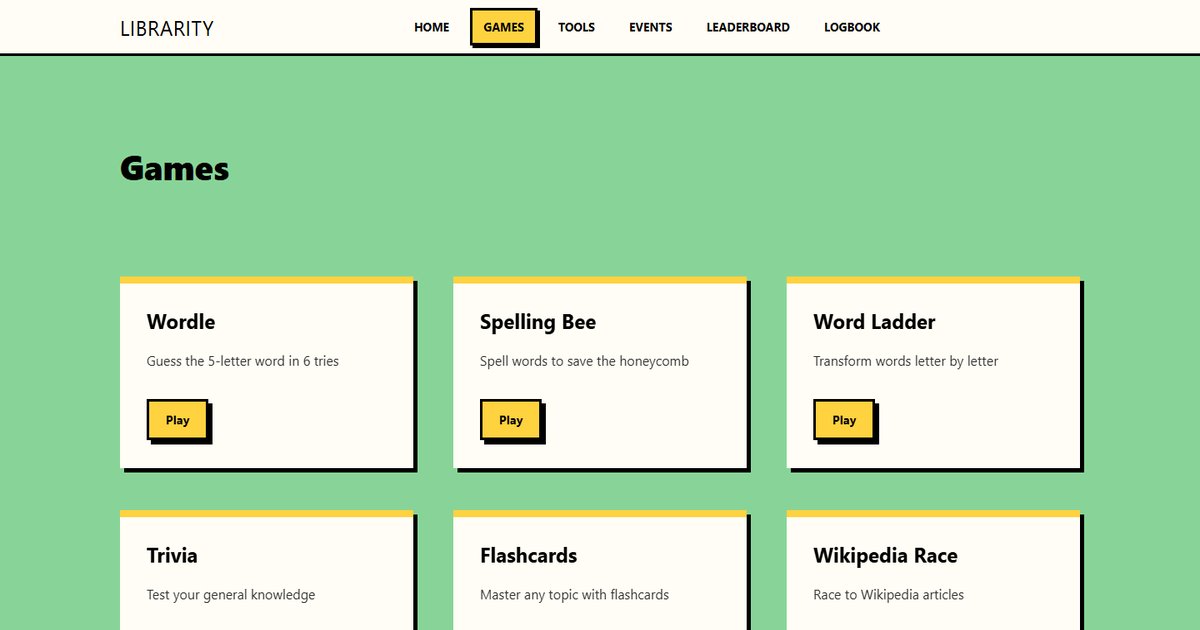 LIBRARITY
HOME GAMES TOOLS EVENTS LEADERBOARD LOGBOOK
Games
Wordle
Guess the 5-letter word in 6 tries
Play
Spelling Bee
Spell words to save the honeycomb
Play
Word Ladder
Transform words letter by letter
Play
Trivia
Test your general knowledge
Flashcards
Master any topic with flashcards
Wikipedia Race
Race to Wikipedia articles